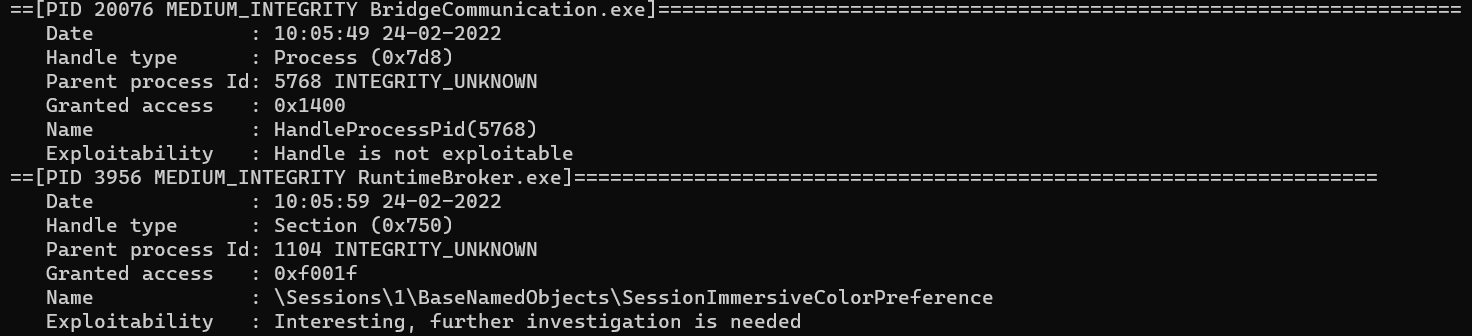 ==[PID 20076 MEDIUM_INTEGRITY BridgeCommunication.exe]===================================================================
Date : 10:05:49 24-02-2022
Handle type : Process (0x7d8)
Parent process Id: 5768 INTEGRITY_UNKNOWN
Granted access : 0x1400
Name : HandleProcessPid(5768)
Exploitability : Handle is not exploitable
==[PID 3956 MEDIUM_INTEGRITY RuntimeBroker.exe]===================================================================
Date : 10:05:59 24-02-2022
Handle type : Section (0x750)
Parent process Id: 1104 INTEGRITY_UNKNOWN
Granted access : 0xf001f
Name : \Sessions\1\BaseNamedObjects\SessionImmersiveColorPreference
Exploitability : Interesting, further investigation is needed